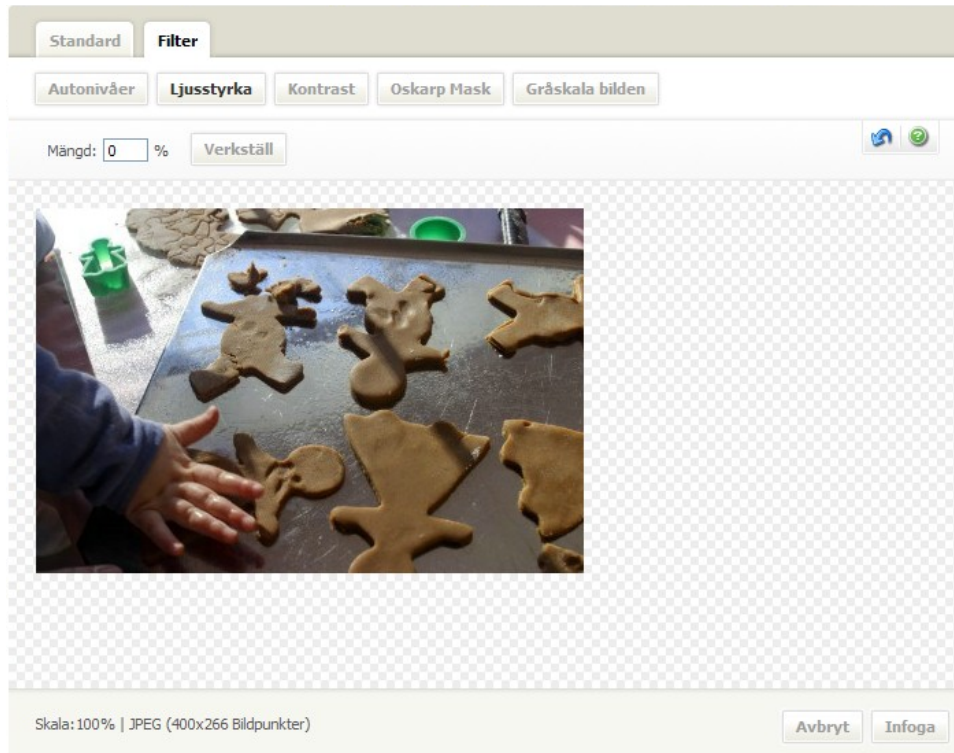 Standard Filter
Autonivåer Ljusstyrka Kontrast Oskarp Mask Gråskala bilden
Mängd: 0 % Verkställ
Skala:100% | JPEG (400x266 Bildpunkter)
Avbryt Infoga